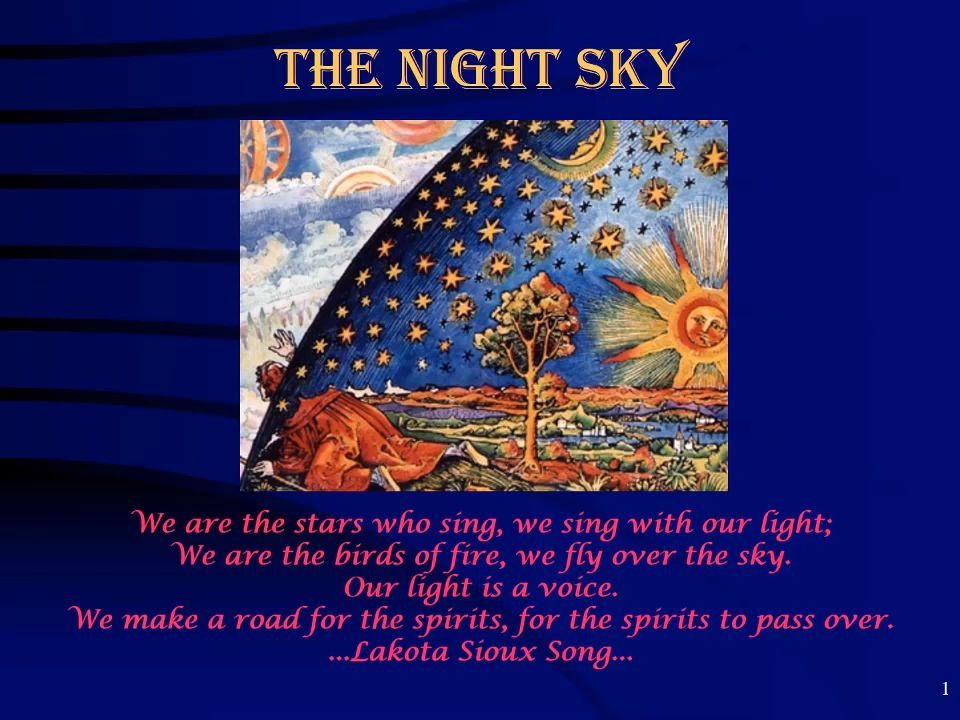 THE NIGHT SKY
We are the stars who sing, we sing with our light;
We are the birds of fire, we fly over the sky.
Our light is a voice.
We make a road for the spirits, for the spirits to pass over.
...Lakota Sioux Song...
1